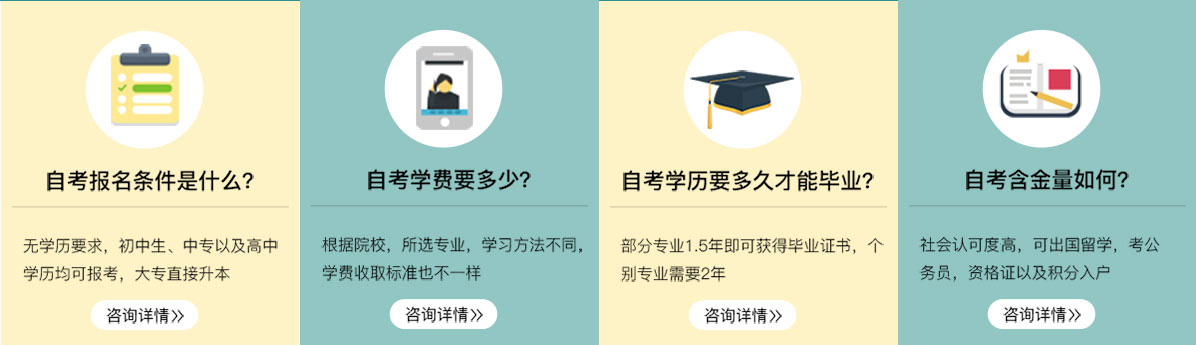 自考报名条件是什么?
无学历要求，初中生、中专以及高中
学历均可报考，大专直接升本
咨询详情>>
自考学费要多少?
根据院校，所选专业，学习方法不同，
学费收取标准也不一样
咨询详情>>
自考学历要多久才能毕业?
部分专业1.5年即可获得毕业证书，个
别专业需要2年
咨询详情>>
自考含金量如何?
社会认可度高，可出国留学，考公
务员，资格证以及积分入户
咨询详情>>